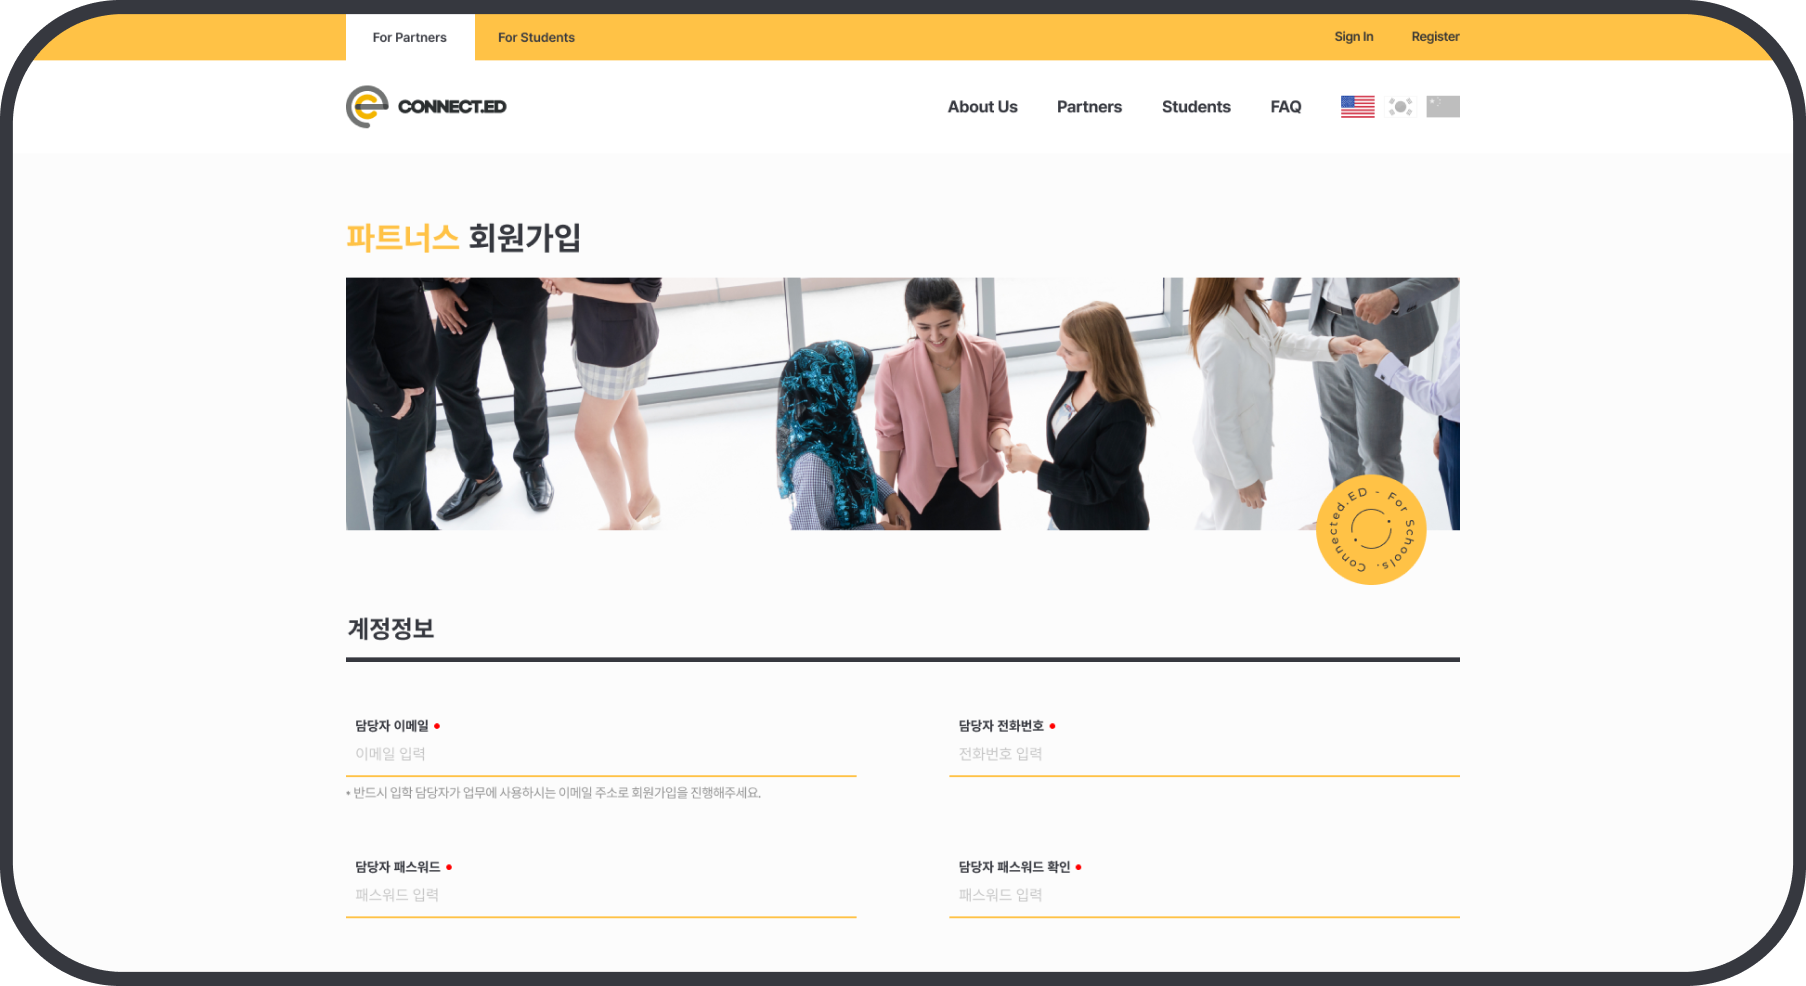 For Partners
For Students
Sign In
Register
CONNECT.ED
About Us
Partners
Students
FAQ
파트너스 회원가입
Connected.ED - For Schools.
계정정보
담당자 이메일 •
이메일 입력
• 반드시 입학 담당자가 업무에 사용하시는 이메일 주소로 회원가입을 진행해주세요.
담당자 전화번호 •
전화번호 입력
담당자 패스워드 •
패스워드 입력
담당자 패스워드 확인 •
패스워드 입력